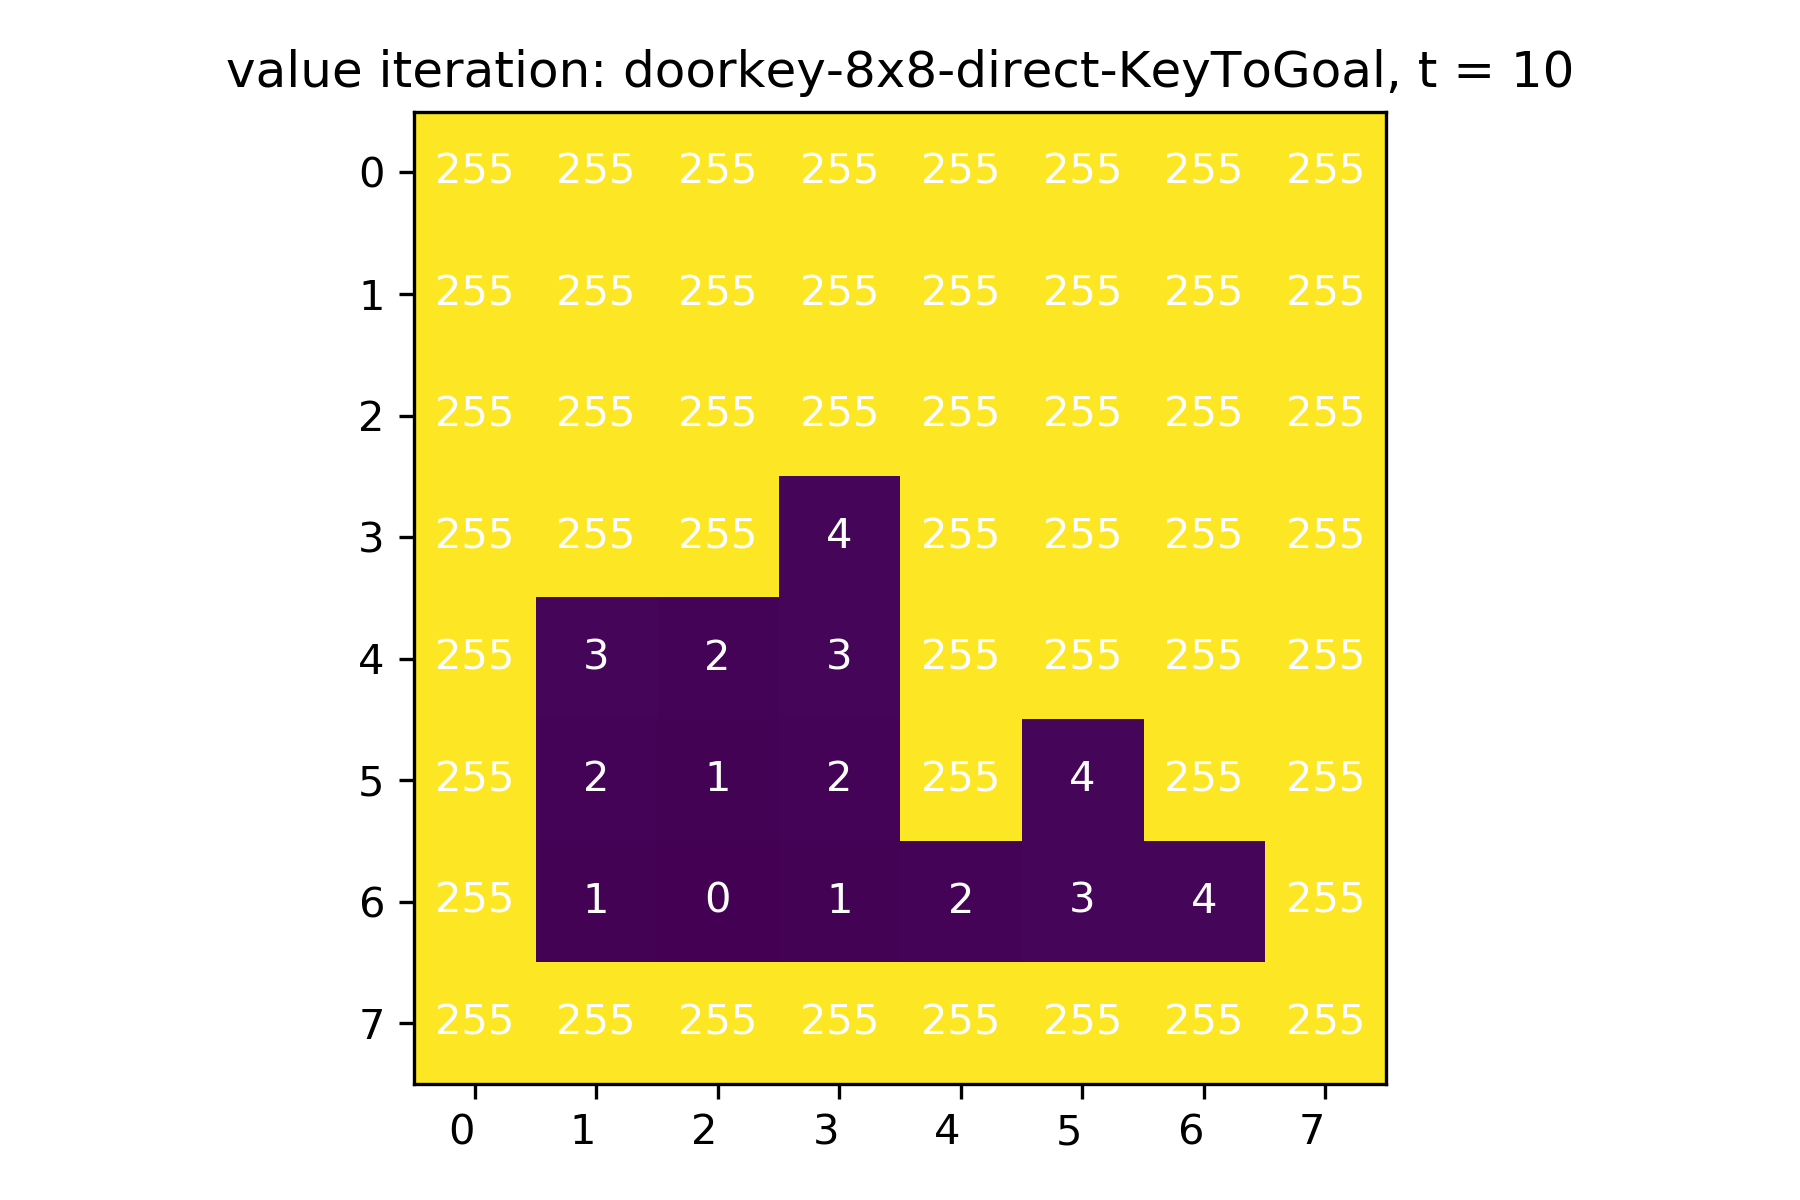 value iteration: doorkey-8x8-direct-KeyToGoal, t = 10
0 255 255 255 255 255 255 255 255
1 255 255 255 255 255 255 255 255
2 255 255 255 255 255 255 255 255
3 255 255 255 4 255 255 255 255
4 255 3 2 3 255 255 255 255
5 255 2 1 2 255 4 255 255
6 255 1 0 1 2 3 4 255
7 255 255 255 255 255 255 255 255
0 1 2 3 4 5 6 7